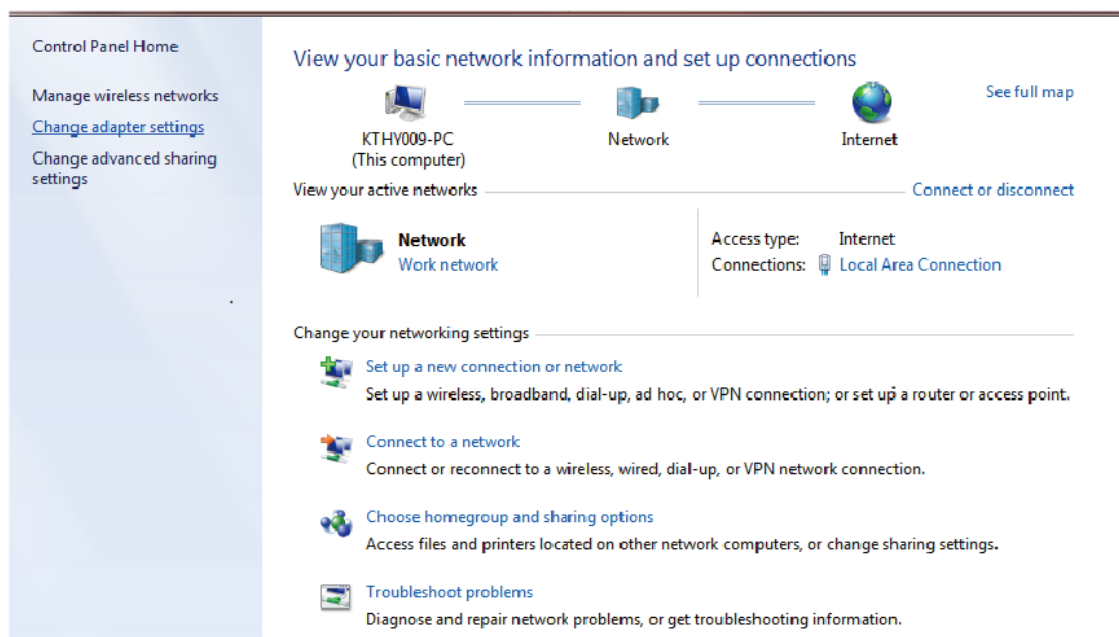 Control Panel Home
Manage wireless networks
Change adapter settings
Change advanced sharing
settings
View your basic network information and set up connections
See full map
KTHY009-PC
(This computer)
Network
Internet
View your active networks
Connect or disconnect
Network
Work network
Access type: Internet
Connections: Local Area Connection
Change your networking settings
Set up a new connection or network
Set up a wireless, broadband, dial-up, ad hoc, or VPN connection; or set up a router or access point.
Connect to a network
Connect or reconnect to a wireless, wired, dial-up, or VPN network connection.
Choose homegroup and sharing options
Access files and printers located on other network computers, or change sharing settings.
Troubleshoot problems
Diagnose and repair network problems, or get troubleshooting information.